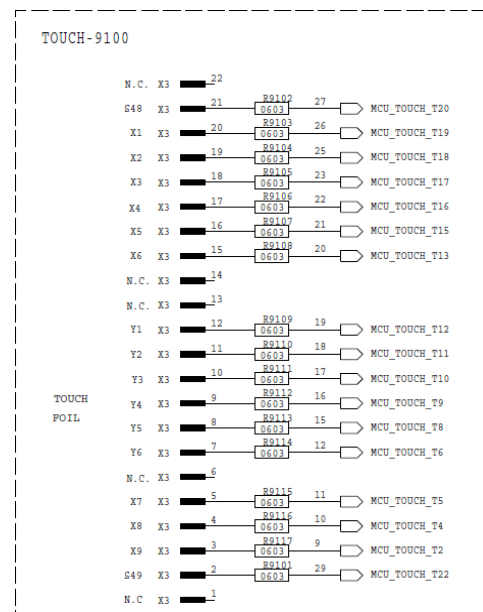 TOUCH-9100
N.C. X3 22
S48 X3 21 R9102 0603 27 MCU_TOUCH_T20
X1 X3 20 R9103 0603 26 MCU_TOUCH_T19
X2 X3 19 R9104 0603 25 MCU_TOUCH_T18
X3 X3 18 R9105 0603 23 MCU_TOUCH_T17
X4 X3 17 R9106 0603 22 MCU_TOUCH_T16
X5 X3 16 R9107 0603 21 MCU_TOUCH_T15
X6 X3 15 R9108 0603 20 MCU_TOUCH_T13
N.C. X3 14
N.C. X3 13
Y1 X3 12 R9109 0603 19 MCU_TOUCH_T12
Y2 X3 11 R9110 0603 18 MCU_TOUCH_T11
Y3 X3 10 R9111 0603 17 MCU_TOUCH_T10
TOUCH
FOIL
Y4 X3 9 R9112 0603 16 MCU_TOUCH_T9
Y5 X3 8 R9113 0603 15 MCU_TOUCH_T8
Y6 X3 7 R9114 0603 12 MCU_TOUCH_T6
N.C. X3 6
X7 X3 5 R9115 0603 11 MCU_TOUCH_T5
X8 X3 4 R9116 0603 10 MCU_TOUCH_T4
X9 X3 3 R9117 0603 9 MCU_TOUCH_T2
S49 X3 2 R9101 0603 29 MCU_TOUCH_T22
N.C X3 1